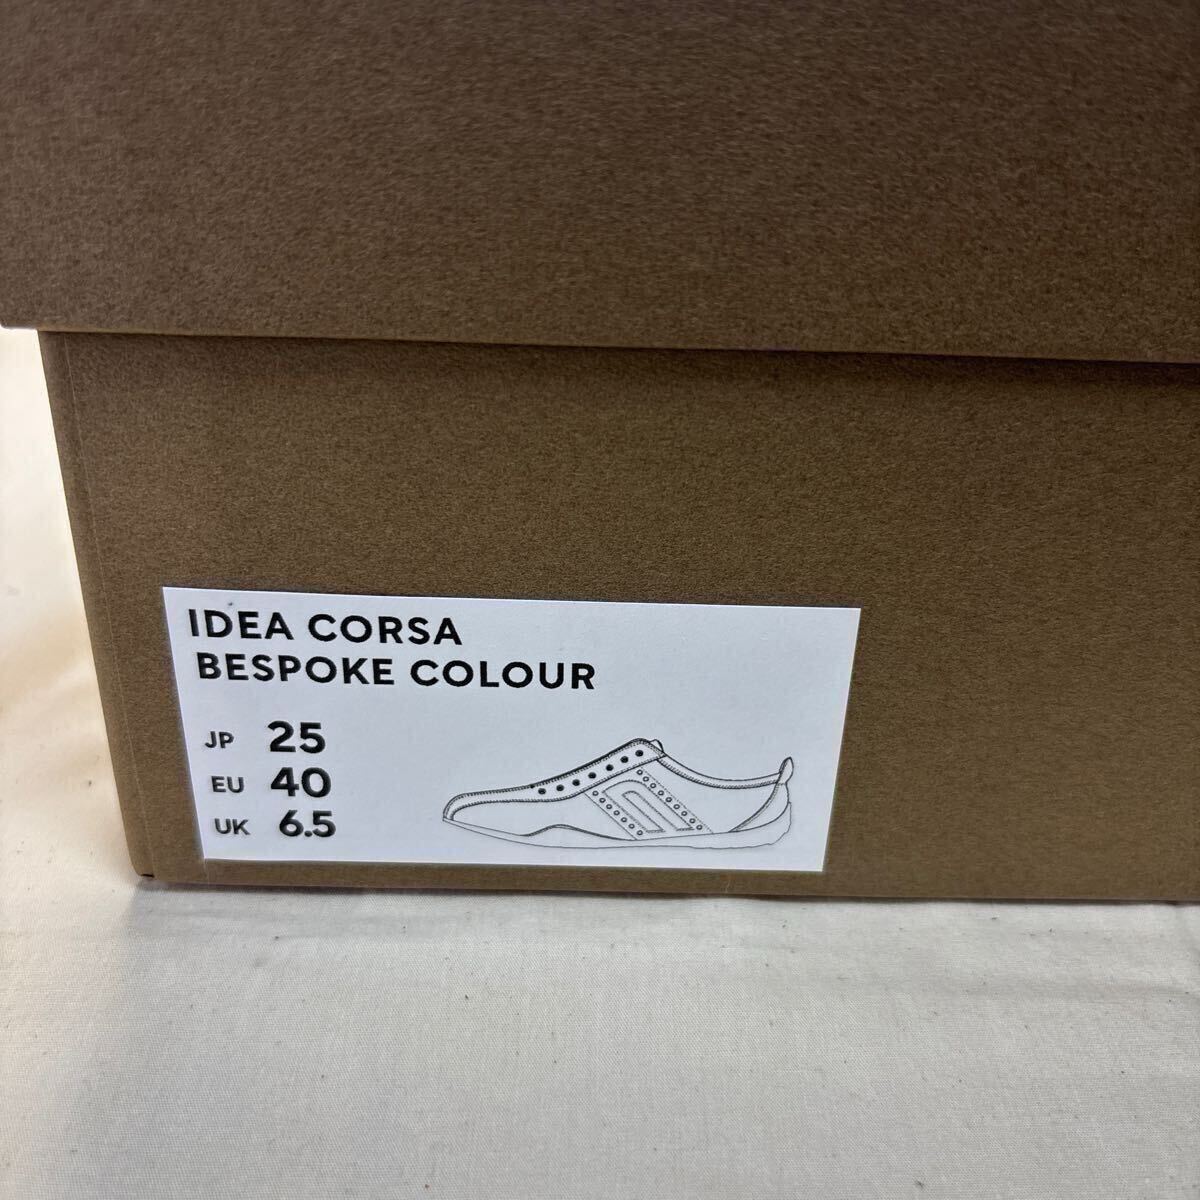 IDEA CORSA
BESPOKE COLOUR
JP 25
EU 40
UK 6.5